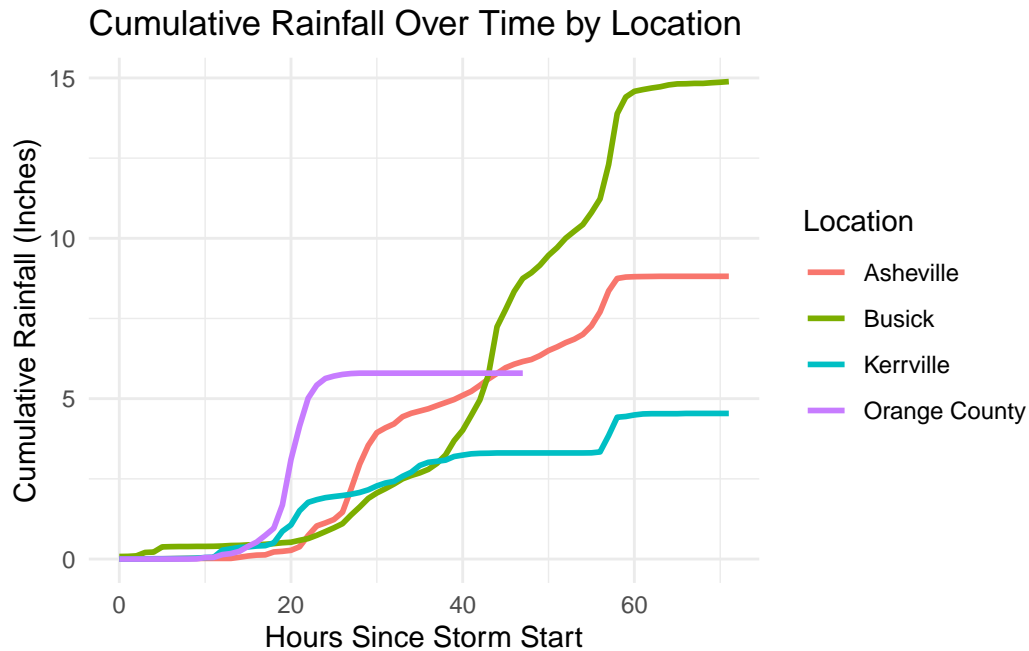 Cumulative Rainfall Over Time by Location
Cumulative Rainfall (Inches)
15
10
5
0
0 20 40 60
Hours Since Storm Start
Location
Asheville
Busick
Kerrville
Orange County